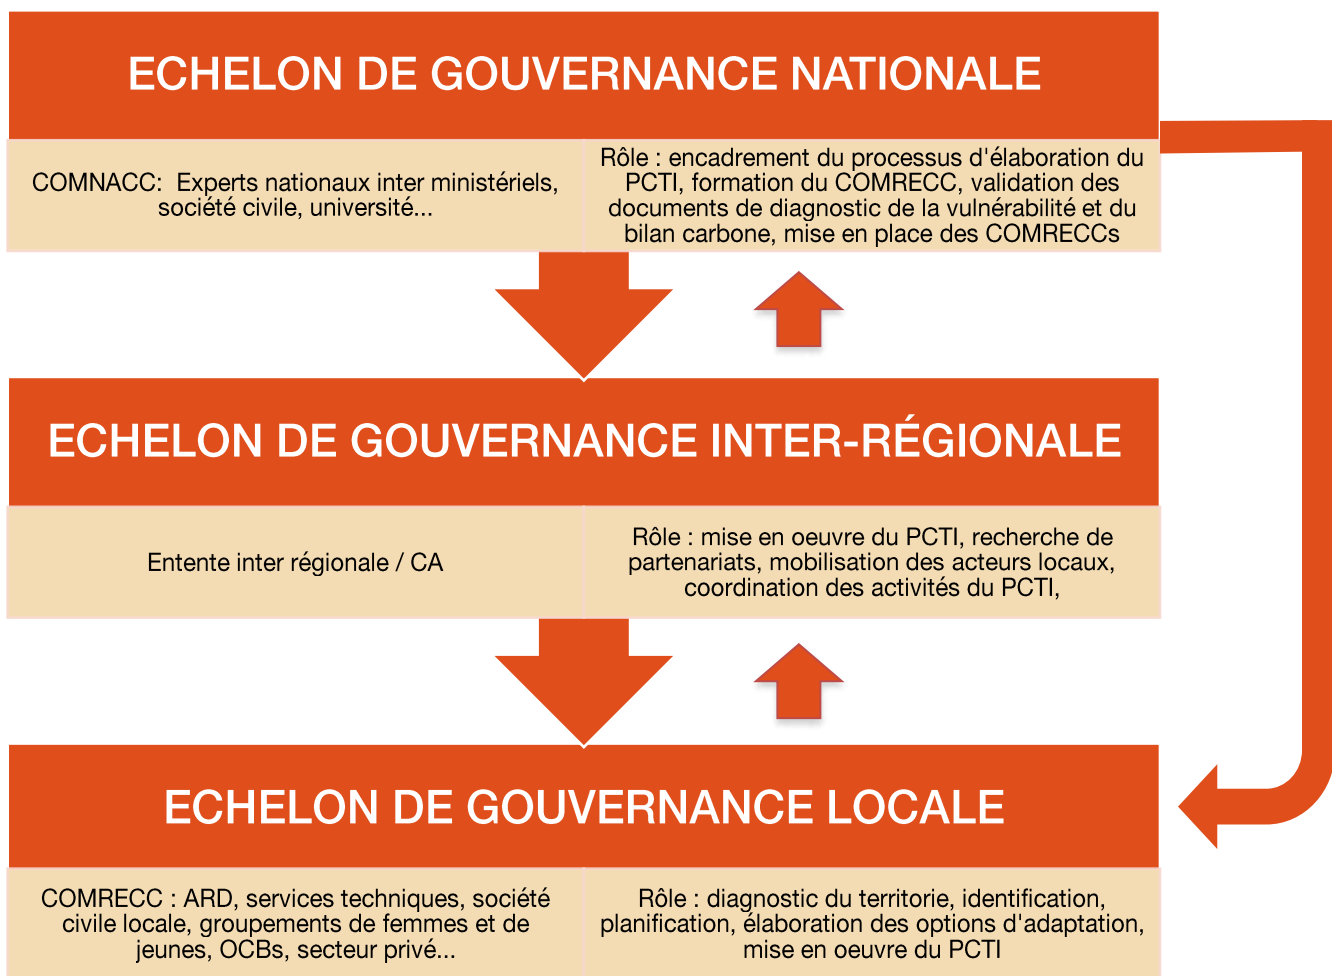 ECHELON DE GOUVERNANCE NATIONALE
COMNACC:  Experts nationaux inter ministériels,
société civile, université...
Rôle : encadrement du processus d'élaboration du
PCTI, formation du COMRECC, validation des
documents de diagnostic de la vulnérabilité et du
bilan carbone, mise en place des COMRECCs
ECHELON DE GOUVERNANCE INTER-RÉGIONALE
Entente inter régionale / CA
Rôle : mise en oeuvre du PCTI, recherche de
partenariats, mobilisation des acteurs locaux,
coordination des activités du PCTI,
ECHELON DE GOUVERNANCE LOCALE
COMRECC : ARD, services techniques, société
civile locale, groupements de femmes et de
jeunes, OCBs, secteur privé...
Rôle : diagnostic du territorie, identification,
planification, élaboration des options d'adaptation,
mise en oeuvre du PCTI